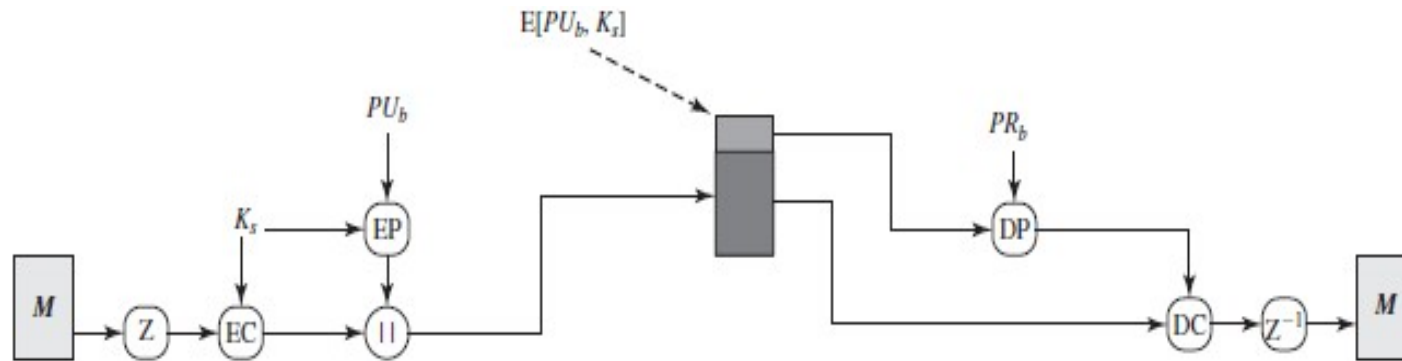 E[PU_b, K_s]
PU_b
PR_b
K_s
EP
DP
M
Z
EC
||
DC
Z⁻¹
M